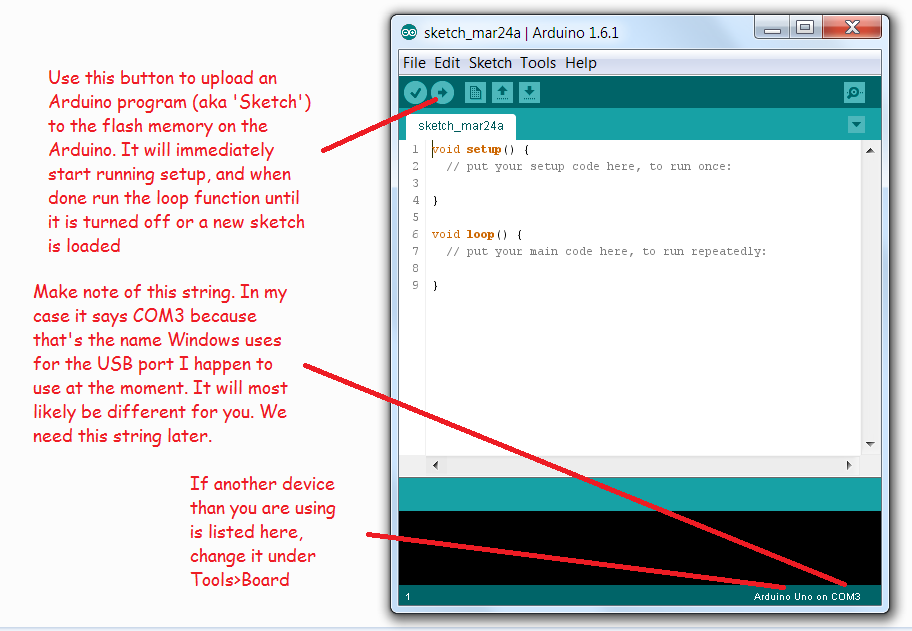 Use this button to upload an
Arduino program (aka 'Sketch')
to the flash memory on the
Arduino. It will immediately
start running setup, and when
done run the loop function until
it is turned off or a new sketch
is loaded
Make note of this string. In my
case it says COM3 because
that's the name Windows uses
for the USB port I happen to
use at the moment. It will most
likely be different for you. We
need this string later.
If another device
than you are using
is listed here,
change it under
Tools>Board
sketch_mar24a | Arduino 1.6.1
File Edit Sketch Tools Help
sketch_mar24a
1 void setup() {
2   // put your setup code here, to run once:
3
4 }
5
6 void loop() {
7   // put your main code here, to run repeatedly:
8
9 }
1 Arduino Uno on COM3